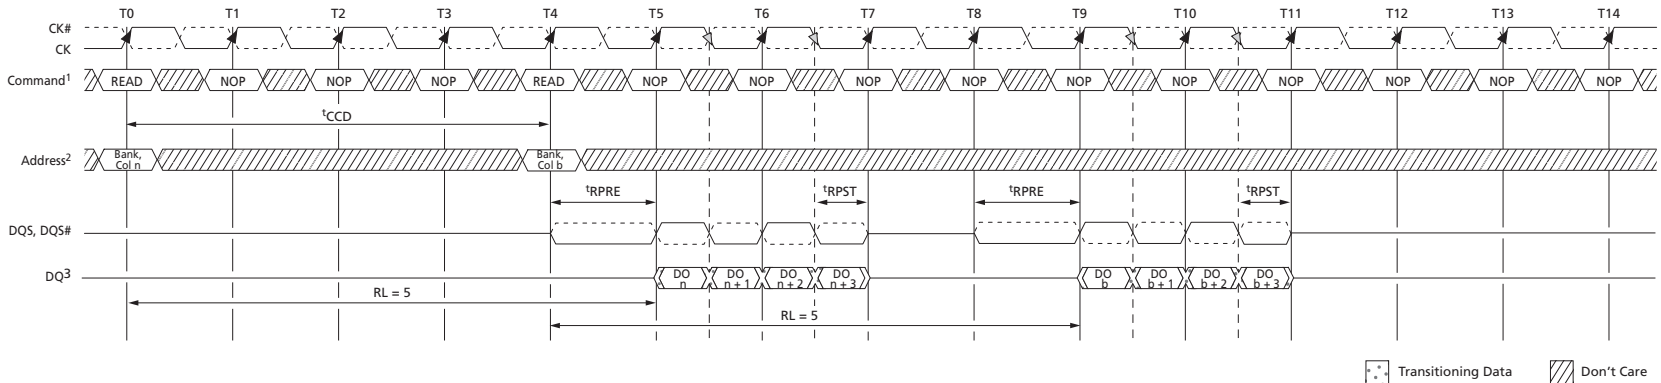 T0 T1 T2 T3 T4 T5 T6 T7 T8 T9 T10 T11 T12 T13 T14
CK#
CK
Command1 READ NOP NOP NOP READ NOP NOP NOP NOP NOP NOP NOP NOP NOP NOP
tCCD
Address2 Bank, Col n Bank, Col b
tRPRE tRPST tRPRE tRPST
DQS, DQS#
DQ3 DO n DO n + 1 DO n + 2 DO n + 3 DO b DO b + 1 DO b + 2 DO b + 3
RL = 5
RL = 5
Transitioning Data Don't Care